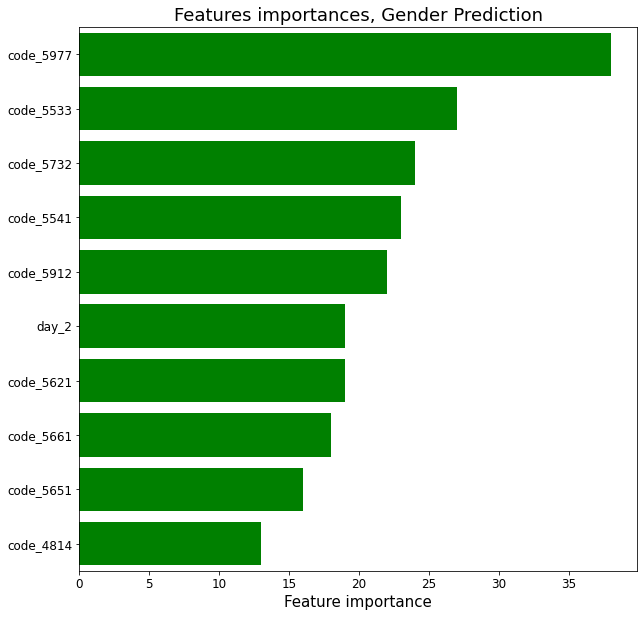 Features importances, Gender Prediction
code_5977
code_5533
code_5732
code_5541
code_5912
day_2
code_5621
code_5661
code_5651
code_4814
0 5 10 15 20 25 30 35
Feature importance